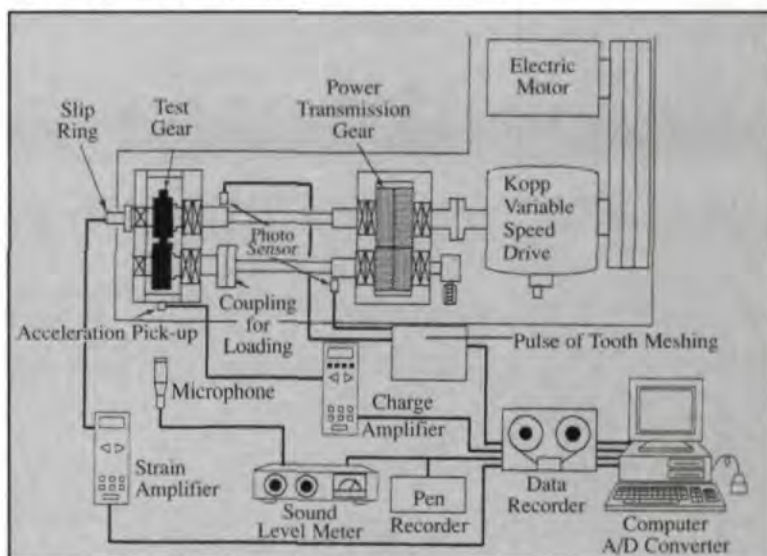 Electric
Motor
Power
Transmission
Gear
Test
Gear
Slip
Ring
Kopp
Variable
Speed
Drive
Photo
Sensor
Coupling
for
Loading
Acceleration Pick-up
Pulse of Tooth Meshing
Microphone
Charge
Amplifier
Strain
Amplifier
Sound
Level Meter
Pen
Recorder
Data
Recorder
Computer
A/D Converter